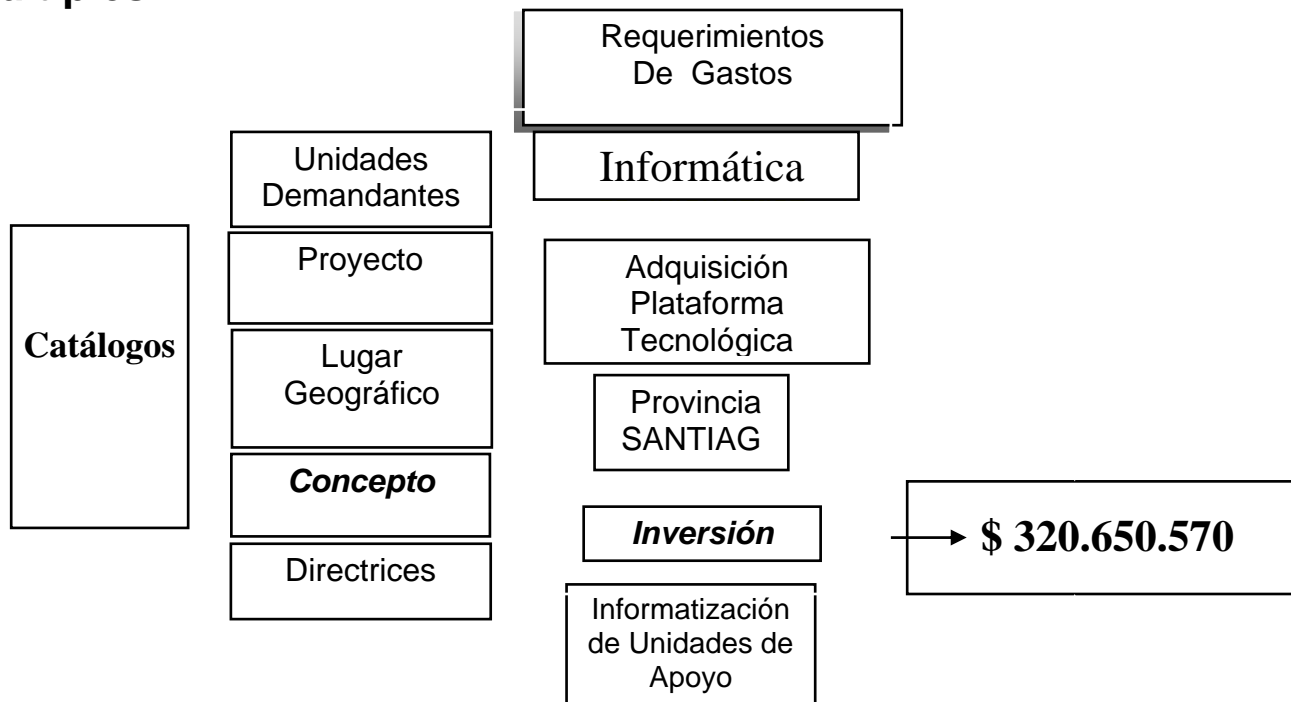 Requerimientos
De Gastos
Unidades
Demandantes
Informática
Proyecto
Adquisición
Plataforma
Tecnológica
Catálogos
Lugar
Geográfico
Provincia
SANTIAG
Concepto
Inversión
$ 320.650.570
Directrices
Informatización
de Unidades de
Apoyo